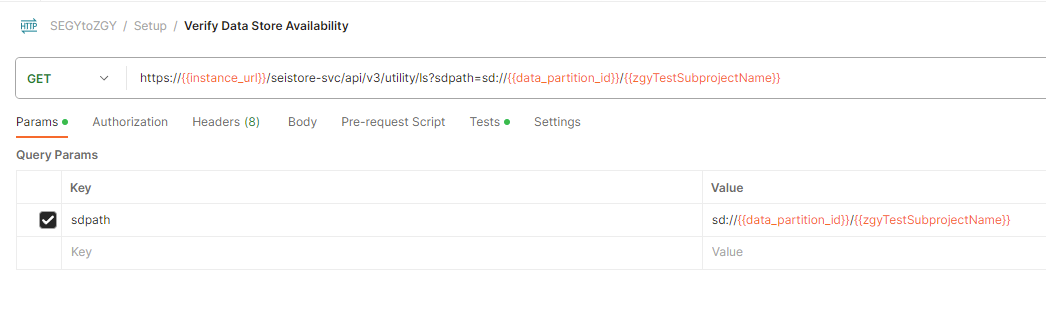 HTTP SEGYtoZGY / Setup / Verify Data Store Availability
GET https://{{instance_url}}/seistore-svc/api/v3/utility/ls?sdpath=sd://{{data_partition_id}}/{{zgyTestSubprojectName}}
Params Authorization Headers (8) Body Pre-request Script Tests Settings
Query Params
Key Value
sdpath sd://{{data_partition_id}}/{{zgyTestSubprojectName}}
Key Value